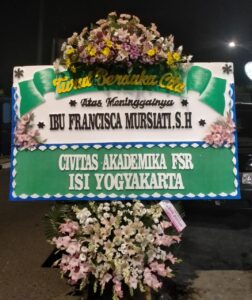 Turut Berduka Cita
Atas Meninggalnya
IBU FRANCISCA MURSIATI,S.H
CIVITAS AKADEMIKA FSR
ISI YOGYAKARTA